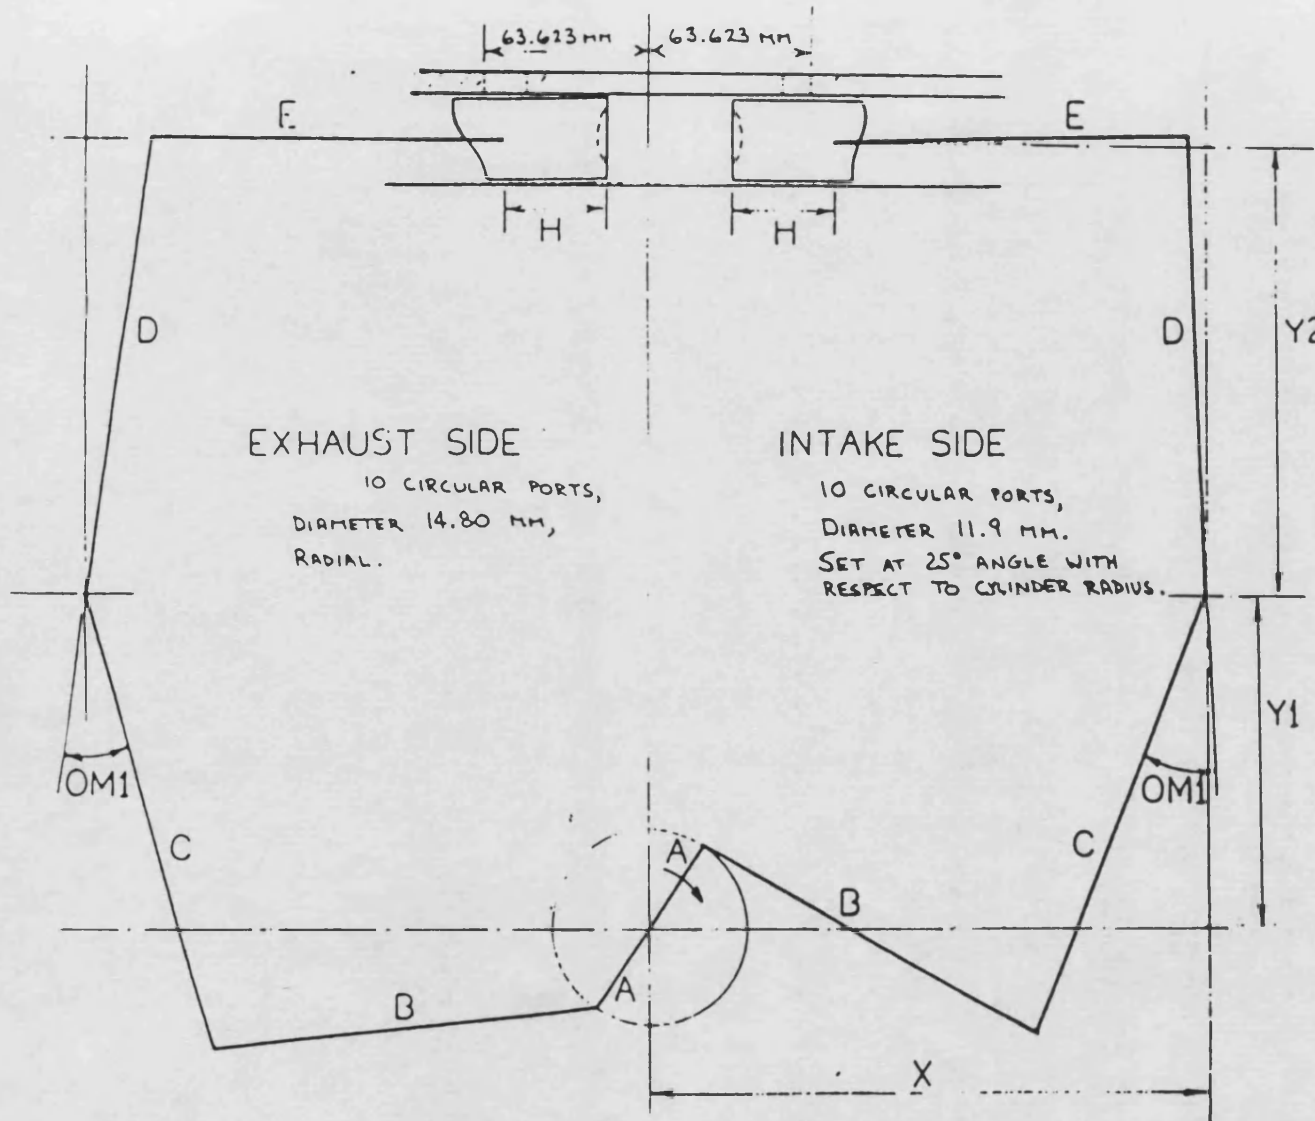 63.623 MM 63.623 MM
E E
H H
D D
Y2
EXHAUST SIDE
10 CIRCULAR PORTS,
DIAMETER 14.80 MM,
RADIAL.
INTAKE SIDE
10 CIRCULAR PORTS,
DIAMETER 11.9 MM.
SET AT 25° ANGLE WITH
RESPECT TO CYLINDER RADIUS.
Y1
OM1 OM1
C C
A
B
A
B
X